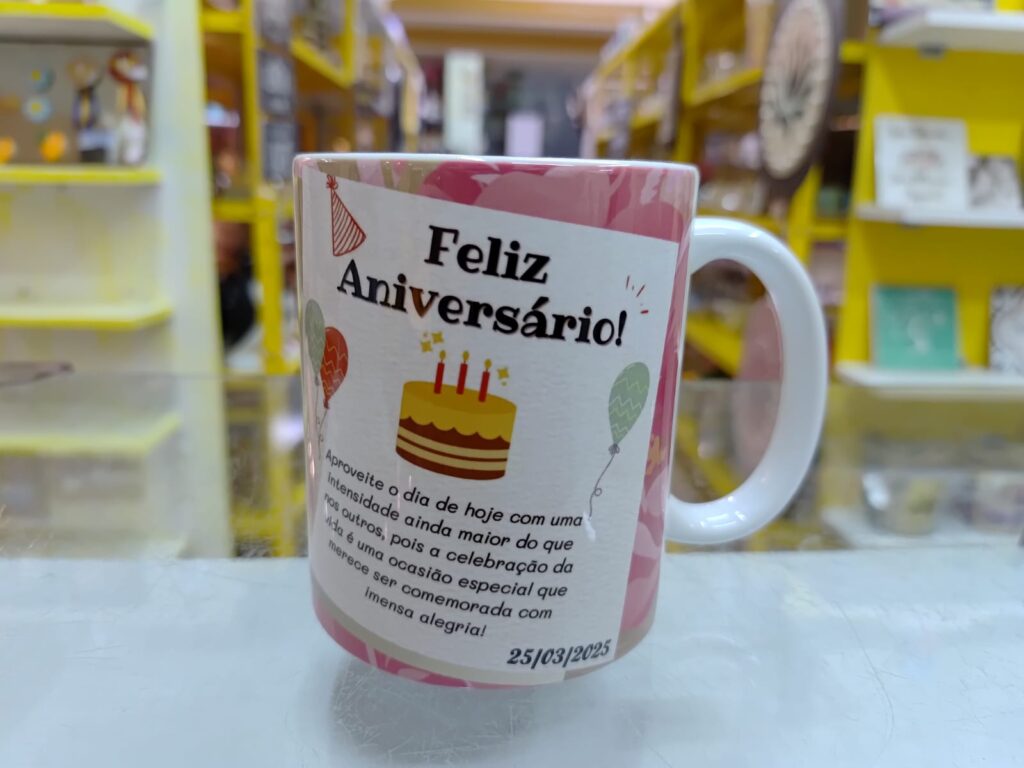 Feliz
Aniversário!
Aproveite o dia de hoje com uma
intensidade ainda maior do que
nos outros, pois a celebração da
vida é uma ocasião especial que
merece ser comemorada com
imensa alegria!
25/03/2025